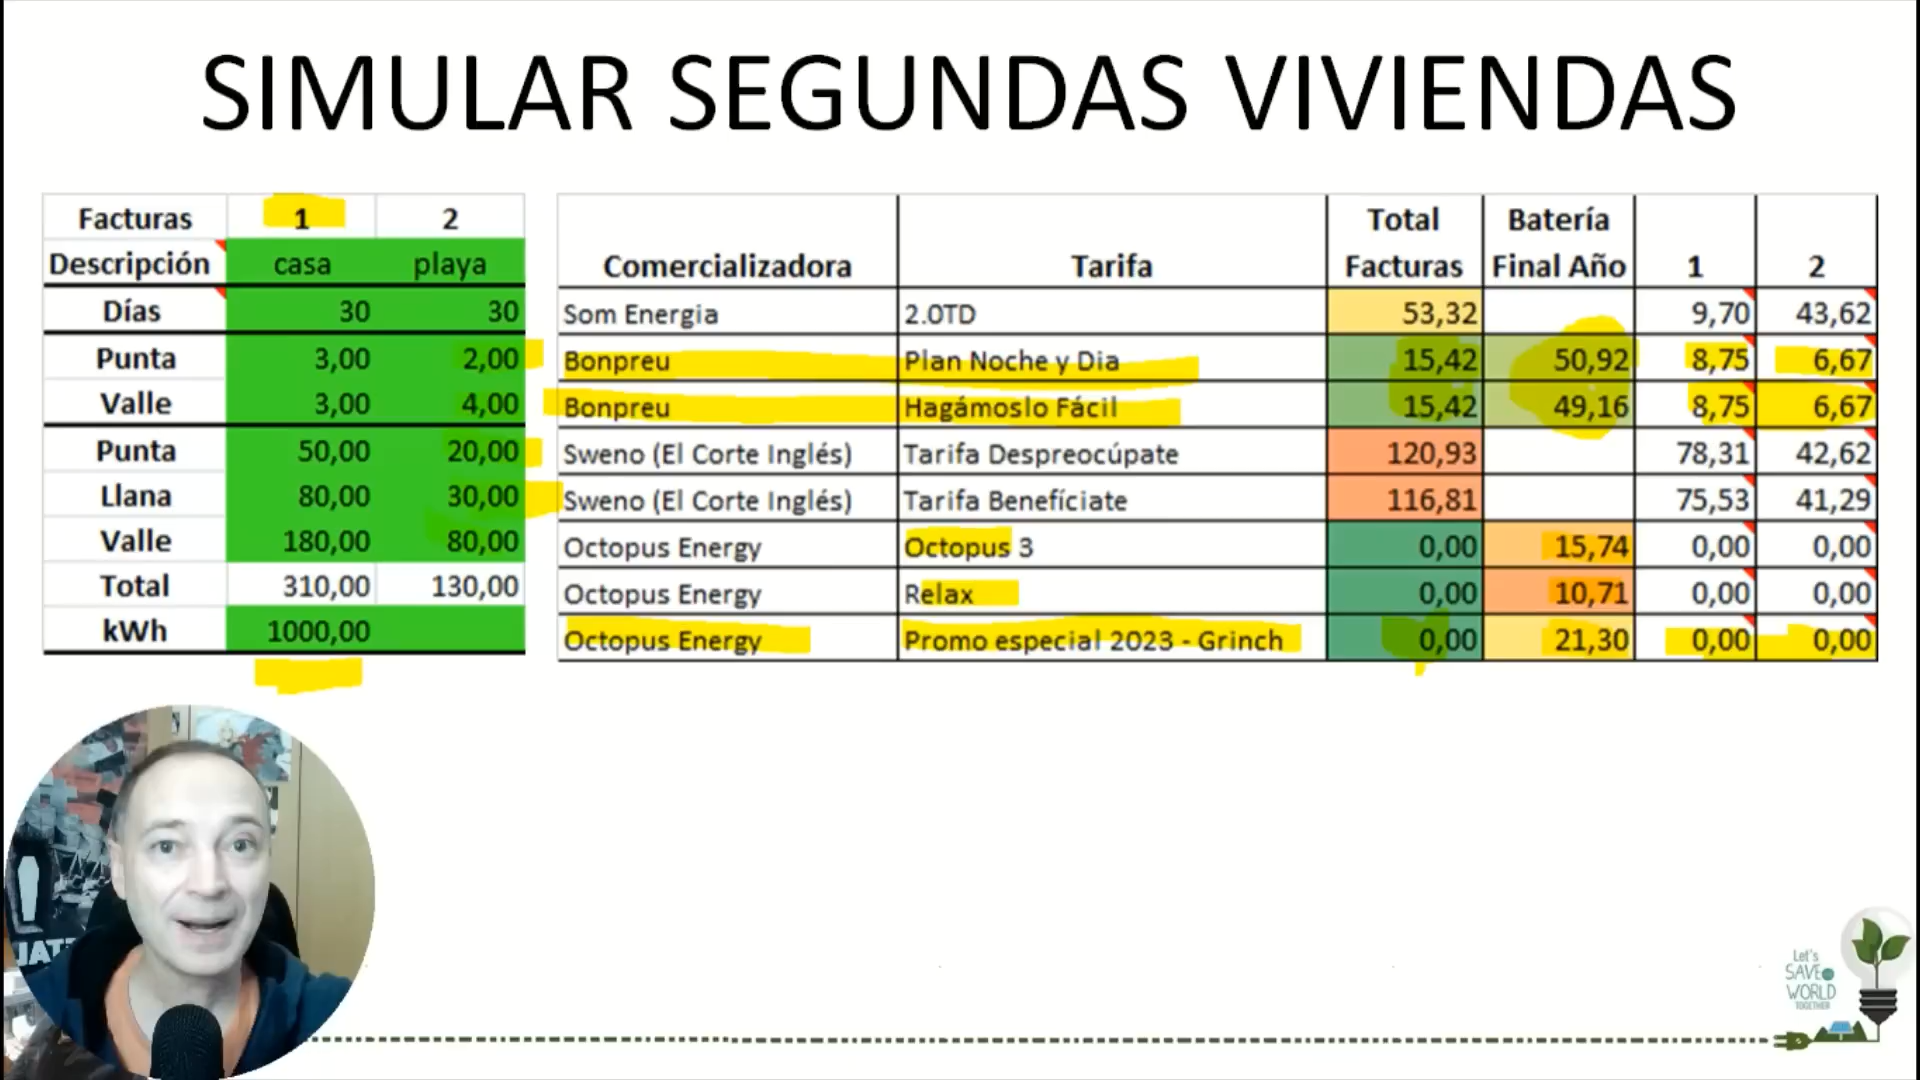 SIMULAR SEGUNDAS VIVIENDAS
Facturas 1 2
Descripción casa playa
Días 30 30
Punta 3,00 2,00
Valle 3,00 4,00
Punta 50,00 20,00
Llana 80,00 30,00
Valle 180,00 80,00
Total 310,00 130,00
kWh 1000,00
Comercializadora Tarifa Total Facturas Batería Final Año 1 2
Som Energia 2.0TD 53,32 9,70 43,62
Bonpreu Plan Noche y Dia 15,42 50,92 8,75 6,67
Bonpreu Hagámoslo Fácil 15,42 49,16 8,75 6,67
Sweno (El Corte Inglés) Tarifa Despreocúpate 120,93 78,31 42,62
Sweno (El Corte Inglés) Tarifa Benefíciate 116,81 75,53 41,29
Octopus Energy Octopus 3 0,00 15,74 0,00 0,00
Octopus Energy Relax 0,00 10,71 0,00 0,00
Octopus Energy Promo especial 2023 - Grinch 0,00 21,30 0,00 0,00
Let's
SAVE
WORLD
TOGETHER